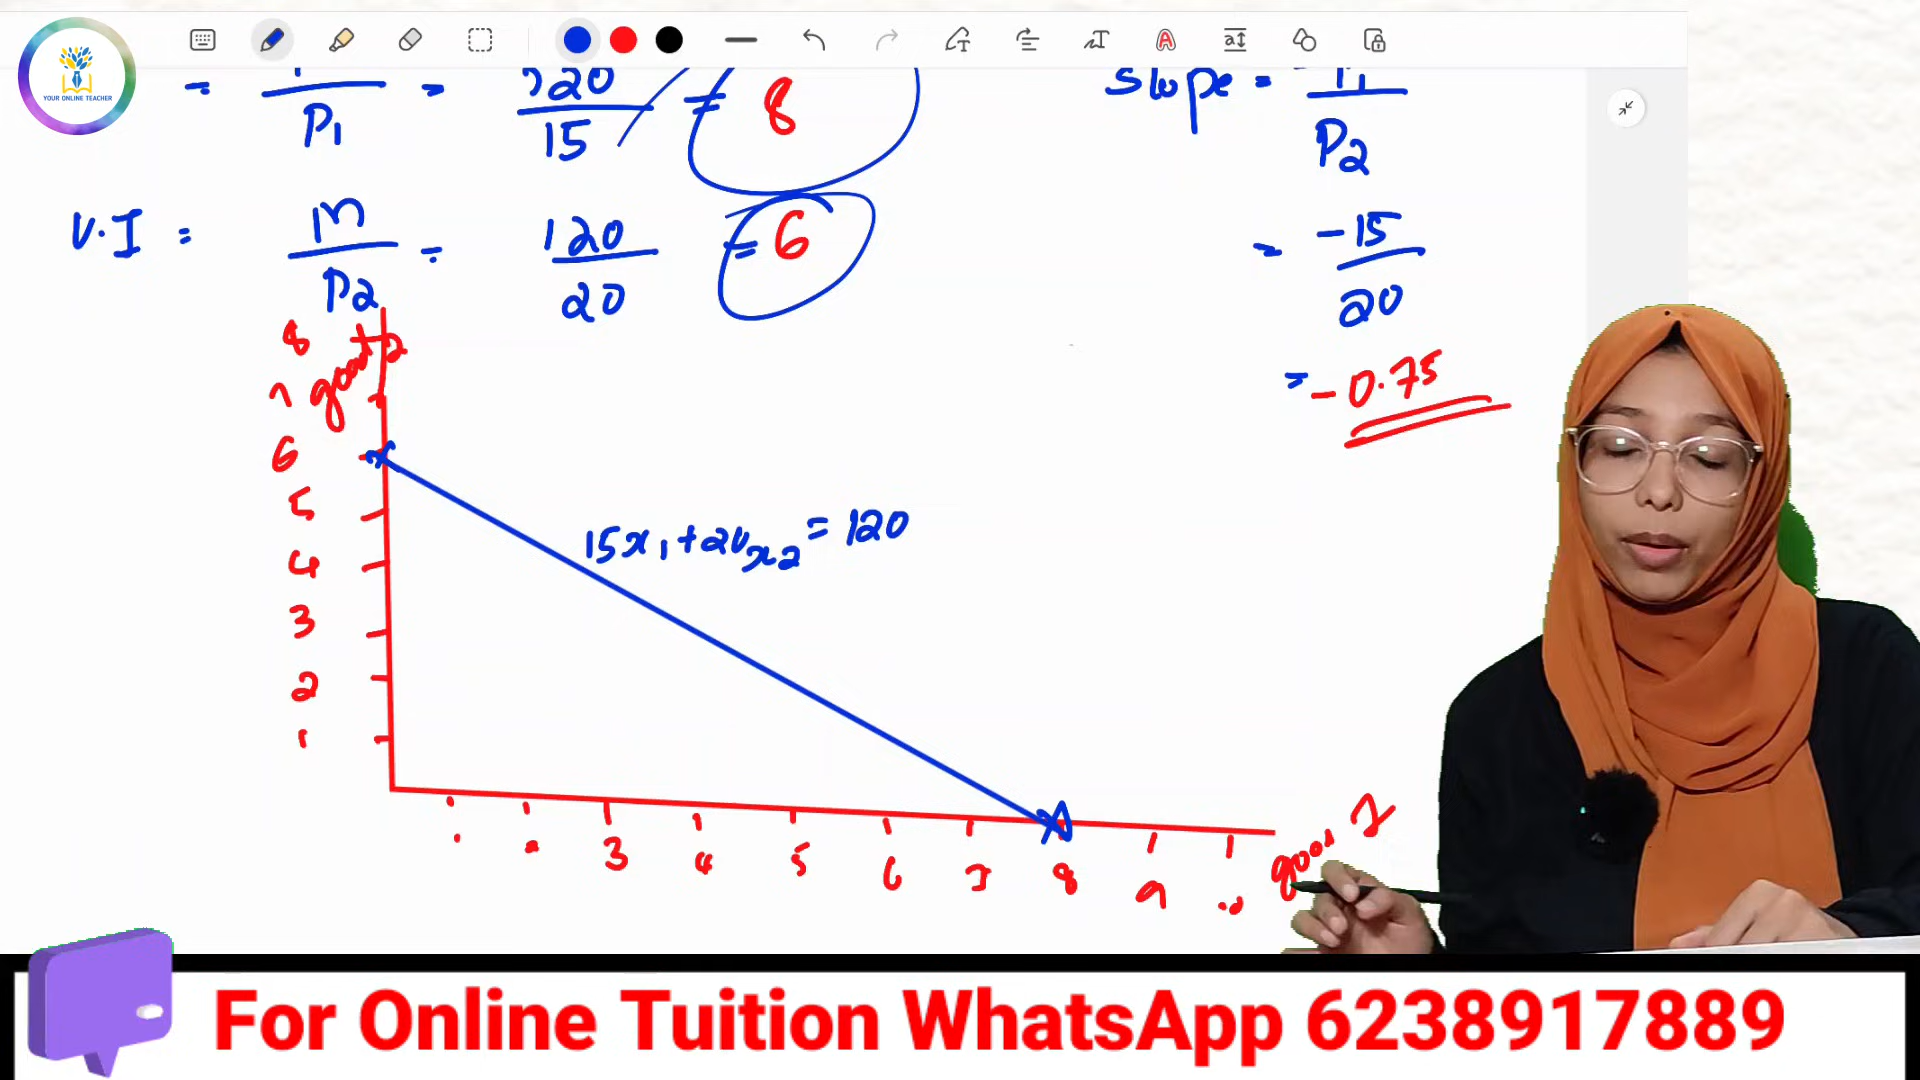 YOUR ONLINE TEACHER
= P1 = 120/15 = 8
V.I = M/P2 = 120/20 = 6
slope = -P1/P2
= -15/20
= -0.75
good 2
8
7
6
5
4
3
2
1
15x1 + 20x2 = 120
3 4 5 6 7 8 9 10
good 1
For Online Tuition WhatsApp 6238917889